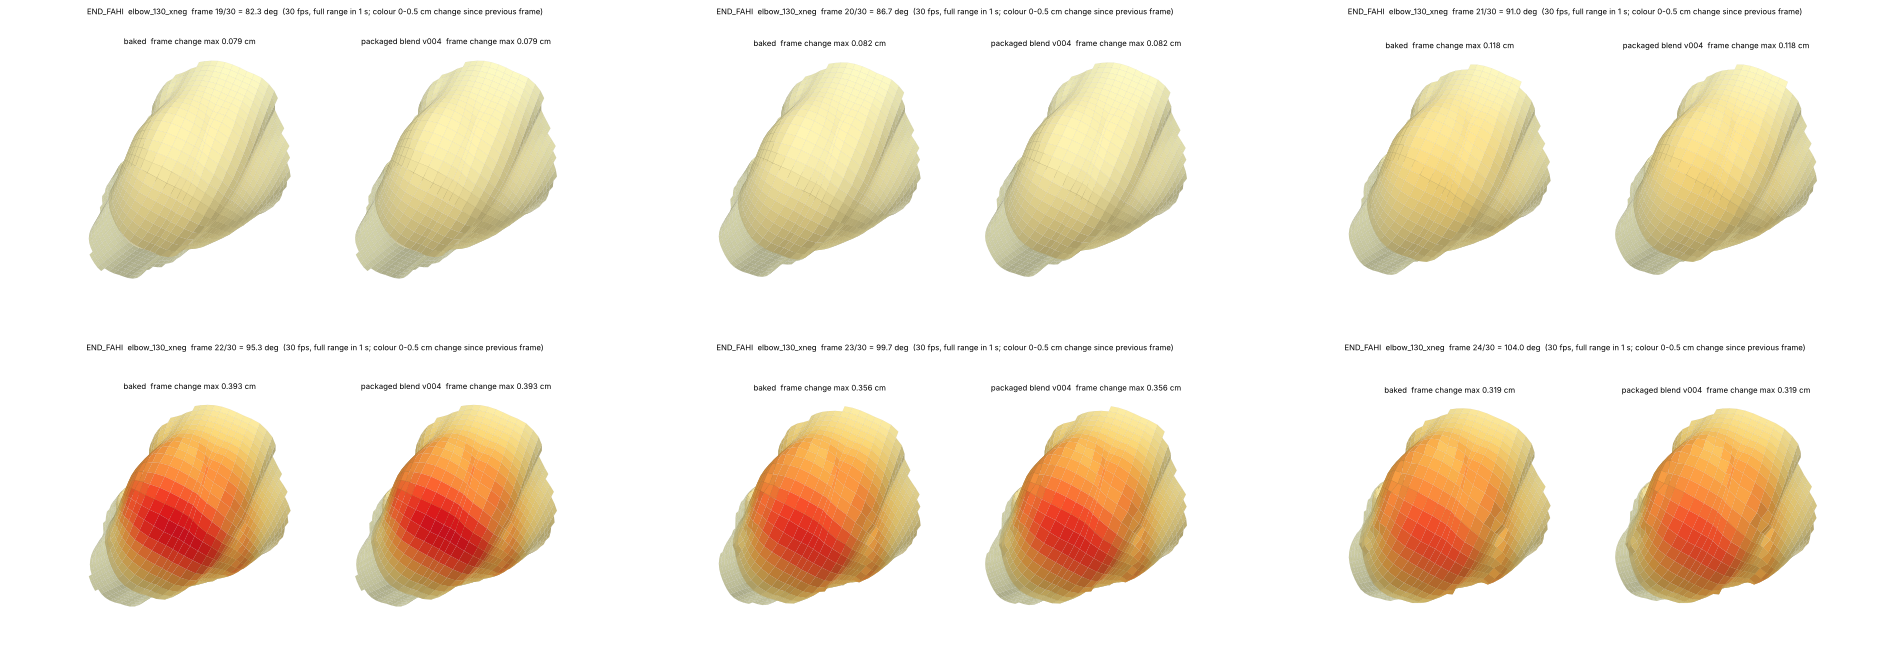 END_FAHI  elbow_130_xneg  frame 19/30 = 82.3 deg  (30 fps, full range in 1 s; colour 0-0.5 cm change since previous frame)
baked  frame change max 0.079 cm
packaged blend v004  frame change max 0.079 cm
END_FAHI  elbow_130_xneg  frame 20/30 = 86.7 deg  (30 fps, full range in 1 s; colour 0-0.5 cm change since previous frame)
baked  frame change max 0.082 cm
packaged blend v004  frame change max 0.082 cm
END_FAHI  elbow_130_xneg  frame 21/30 = 91.0 deg  (30 fps, full range in 1 s; colour 0-0.5 cm change since previous frame)
baked  frame change max 0.118 cm
packaged blend v004  frame change max 0.118 cm
END_FAHI  elbow_130_xneg  frame 22/30 = 95.3 deg  (30 fps, full range in 1 s; colour 0-0.5 cm change since previous frame)
baked  frame change max 0.393 cm
packaged blend v004  frame change max 0.393 cm
END_FAHI  elbow_130_xneg  frame 23/30 = 99.7 deg  (30 fps, full range in 1 s; colour 0-0.5 cm change since previous frame)
baked  frame change max 0.356 cm
packaged blend v004  frame change max 0.356 cm
END_FAHI  elbow_130_xneg  frame 24/30 = 104.0 deg  (30 fps, full range in 1 s; colour 0-0.5 cm change since previous frame)
baked  frame change max 0.319 cm
packaged blend v004  frame change max 0.319 cm